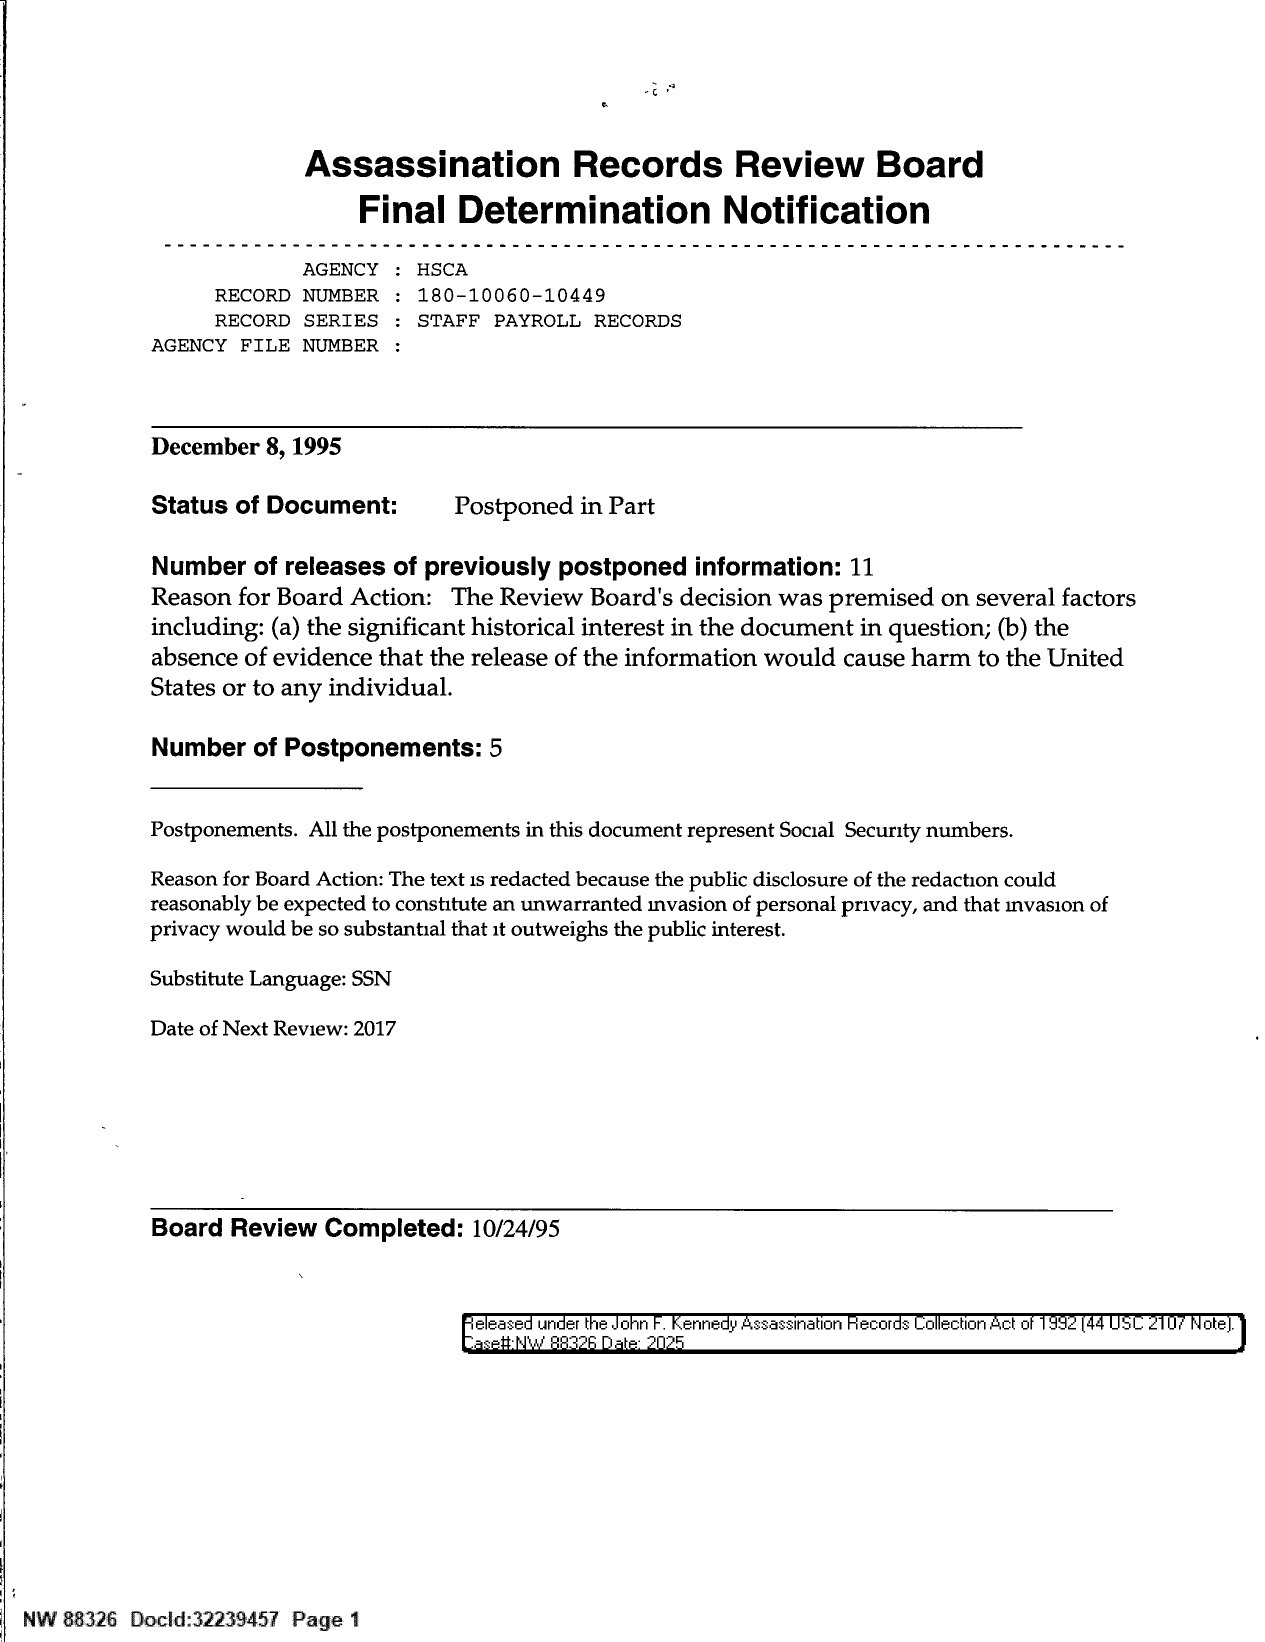 Assassination Records Review Board
Final Determination Notification
AGENCY : HSCA
RECORD NUMBER : 180-10060-10449
RECORD SERIES : STAFF PAYROLL RECORDS
AGENCY FILE NUMBER :
December 8, 1995
Status of Document: Postponed in Part
Number of releases of previously postponed information: 11
Reason for Board Action: The Review Board's decision was premised on several factors
including: (a) the significant historical interest in the document in question; (b) the
absence of evidence that the release of the information would cause harm to the United
States or to any individual.
Number of Postponements: 5
Postponements. All the postponements in this document represent Social Security numbers.
Reason for Board Action: The text is redacted because the public disclosure of the redaction could
reasonably be expected to constitute an unwarranted invasion of personal privacy, and that invasion of
privacy would be so substantial that it outweighs the public interest.
Substitute Language: SSN
Date of Next Review: 2017
Board Review Completed: 10/24/95
Released under the John F. Kennedy Assassination Records Collection Act of 1992 (44 USC 2107 Note).
Case#:NW 88326 Date: 2025
NW 88326 DocId:32239457 Page 1